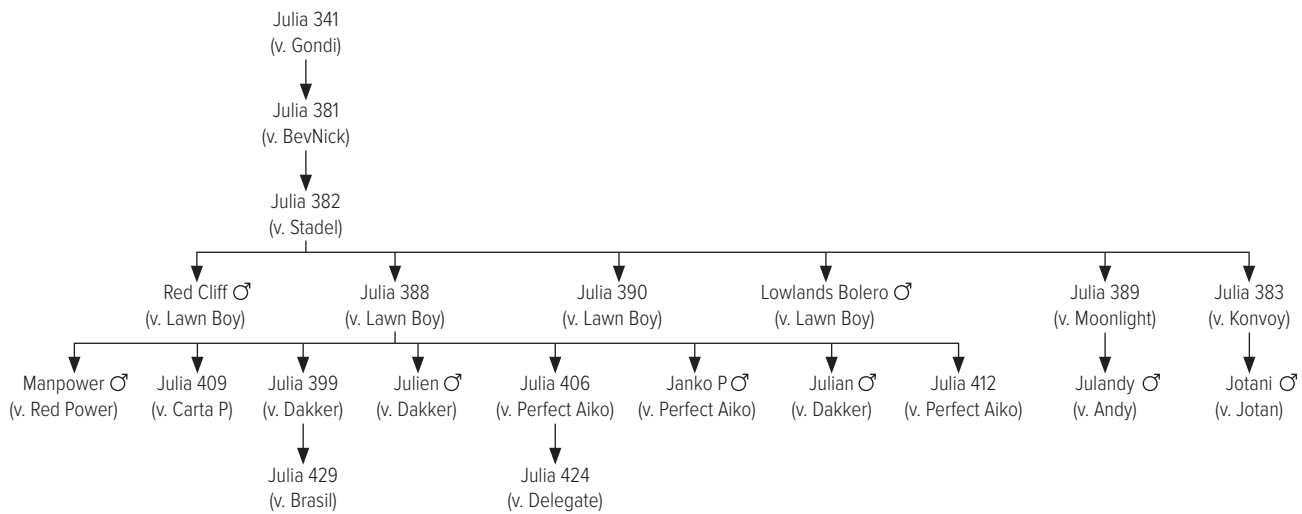 Julia 341
(v. Gondi)
Julia 381
(v. BevNick)
Julia 382
(v. Stadel)
Red Cliff ♂
(v. Lawn Boy)
Julia 388
(v. Lawn Boy)
Julia 390
(v. Lawn Boy)
Lowlands Bolero ♂
(v. Lawn Boy)
Julia 389
(v. Moonlight)
Julia 383
(v. Konvoy)
Manpower ♂
(v. Red Power)
Julia 409
(v. Carta P)
Julia 399
(v. Dakker)
Julien ♂
(v. Dakker)
Julia 406
(v. Perfect Aiko)
Janko P ♂
(v. Perfect Aiko)
Julian ♂
(v. Dakker)
Julia 412
(v. Perfect Aiko)
Julandy ♂
(v. Andy)
Jotani ♂
(v. Jotan)
Julia 429
(v. Brasil)
Julia 424
(v. Delegate)